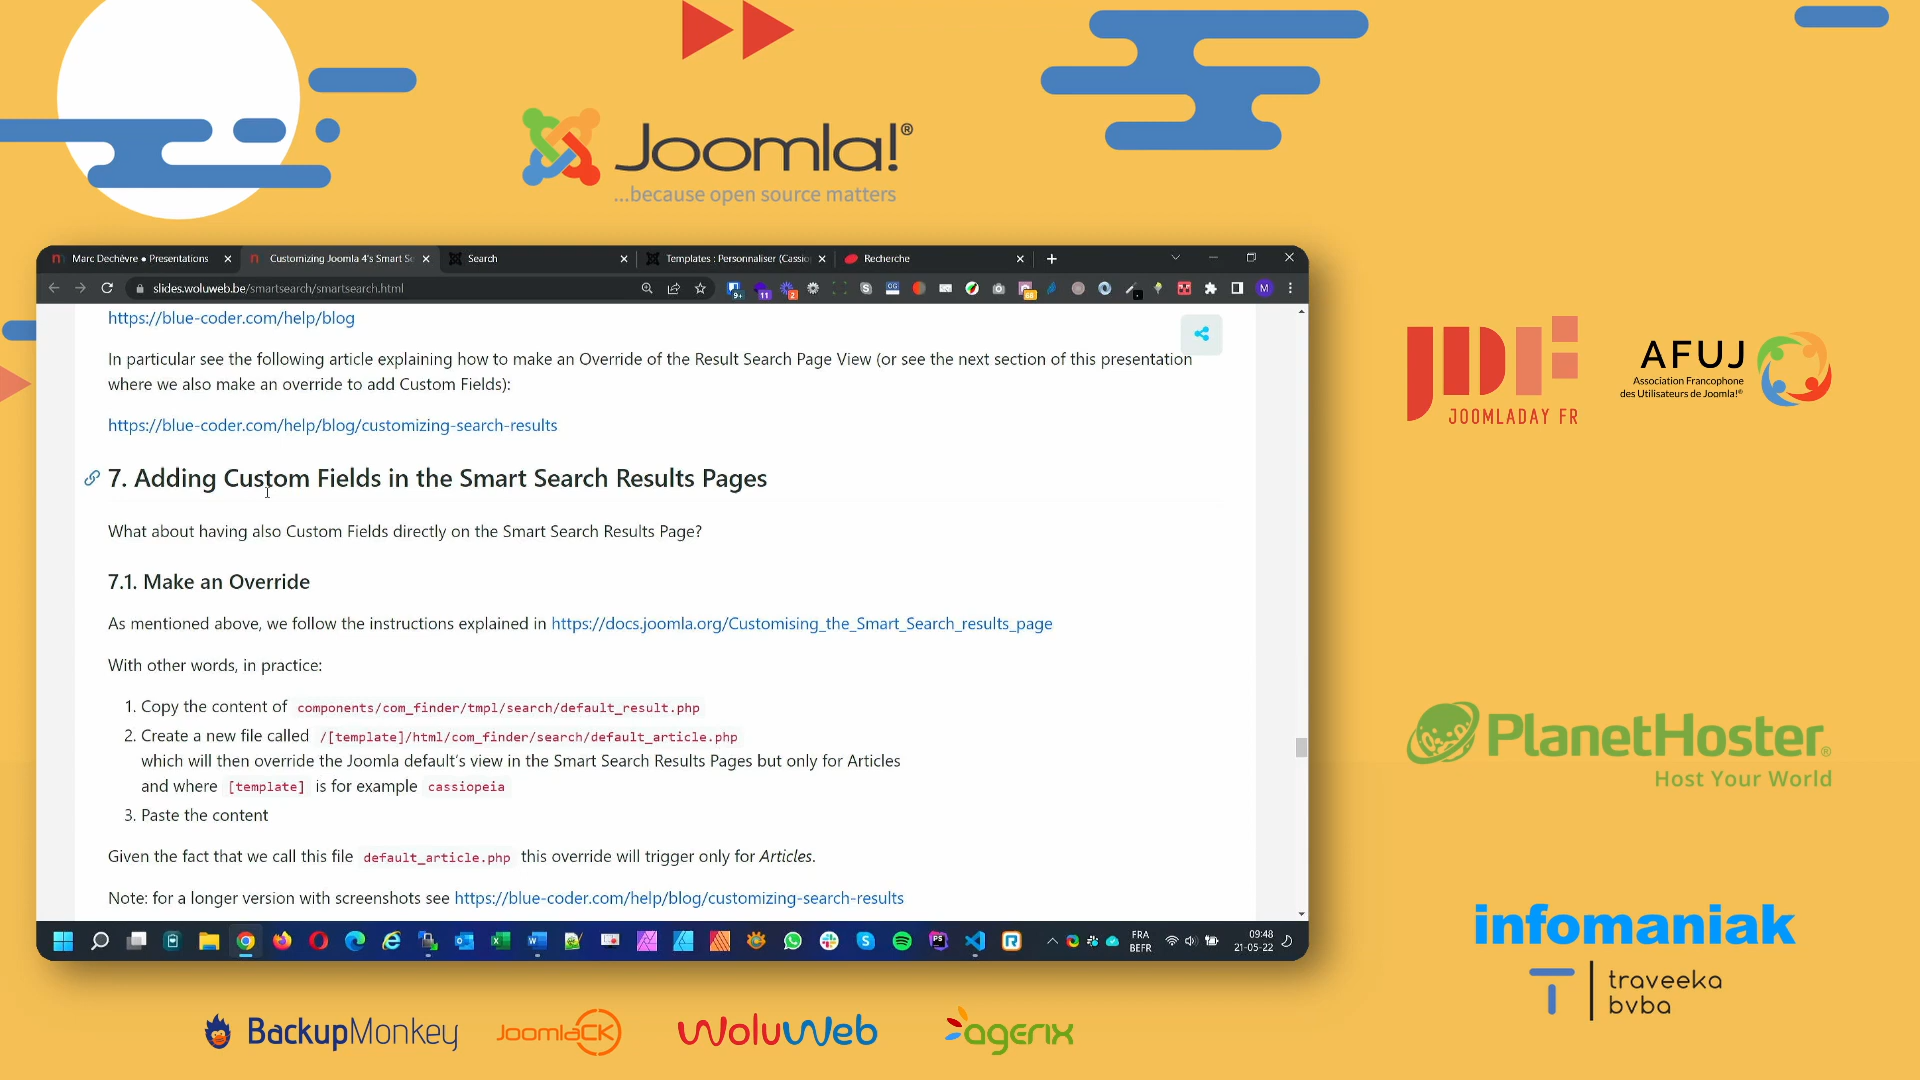 Joomla!®
...because open source matters
Marc Dechèvre • Presentations
Customizing Joomla 4's Smart Se
Search
Templates : Personnaliser (Cassio
Recherche
slides.woluweb.be/smartsearch/smartsearch.html
https://blue-coder.com/help/blog
In particular see the following article explaining how to make an Override of the Result Search Page View (or see the next section of this presentation
where we also make an override to add Custom Fields):
https://blue-coder.com/help/blog/customizing-search-results
7. Adding Custom Fields in the Smart Search Results Pages
What about having also Custom Fields directly on the Smart Search Results Page?
7.1. Make an Override
As mentioned above, we follow the instructions explained in https://docs.joomla.org/Customising_the_Smart_Search_results_page
With other words, in practice:
1. Copy the content of components/com_finder/tmpl/search/default_result.php
2. Create a new file called /[template]/html/com_finder/search/default_article.php
which will then override the Joomla default's view in the Smart Search Results Pages but only for Articles
and where [template] is for example cassiopeia
3. Paste the content
Given the fact that we call this file default_article.php this override will trigger only for Articles.
Note: for a longer version with screenshots see https://blue-coder.com/help/blog/customizing-search-results
FRA
BEFR
09:48
21-05-22
JDF
JOOMLADAY FR
AFUJ
Association Francophone
des Utilisateurs de Joomla!®
PlanetHoster®
Host Your World
infomaniak
T
traveeka
bvba
BackupMonkey
JoomlaCK
WoluWeb
agerix